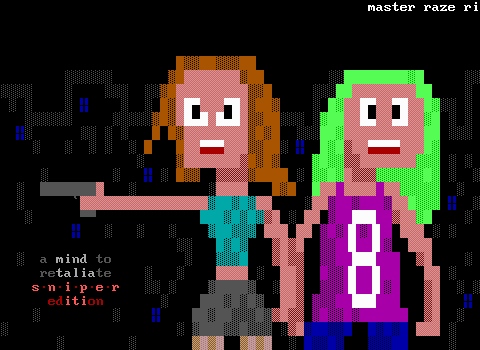 master raze ri
a mind to
retaliate
s·n·i·p·e·r
edition
8